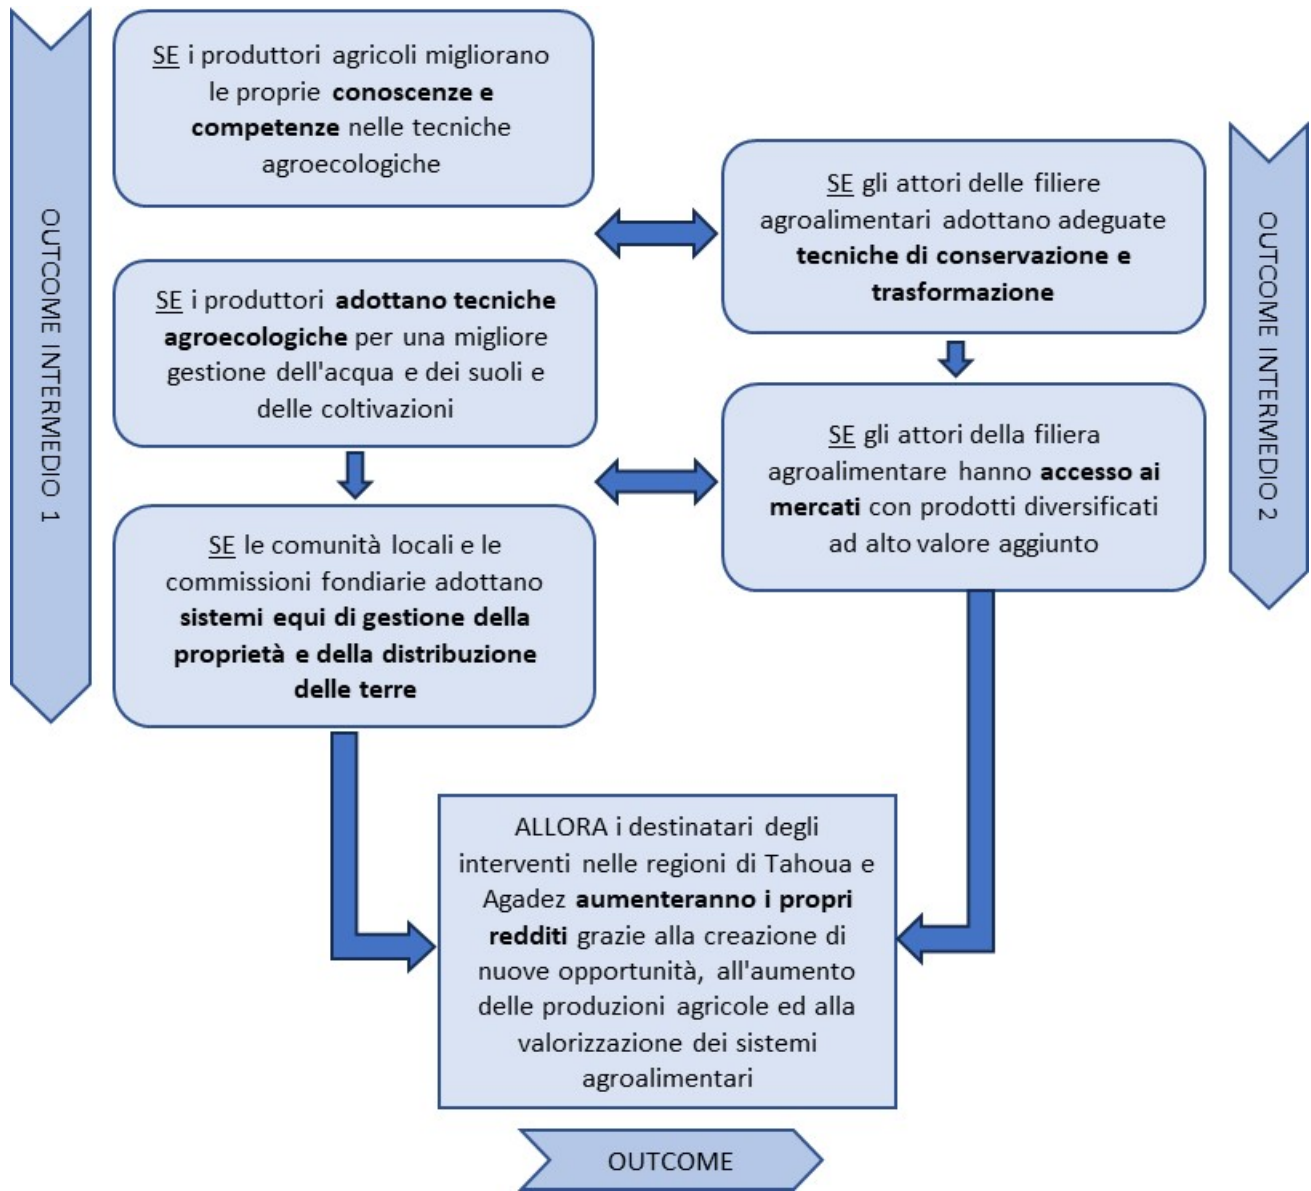 OUTCOME INTERMEDIO 1
SE i produttori agricoli migliorano
le proprie conoscenze e
competenze nelle tecniche
agroecologiche
SE i produttori adottano tecniche
agroecologiche per una migliore
gestione dell'acqua e dei suoli e
delle coltivazioni
SE le comunità locali e le
commissioni fondiarie adottano
sistemi equi di gestione della
proprietà e della distribuzione
delle terre
SE gli attori delle filiere
agroalimentari adottano adeguate
tecniche di conservazione e
trasformazione
SE gli attori della filiera
agroalimentare hanno accesso ai
mercati con prodotti diversificati
ad alto valore aggiunto
OUTCOME INTERMEDIO 2
ALLORA i destinatari degli
interventi nelle regioni di Tahoua e
Agadez aumenteranno i propri
redditi grazie alla creazione di
nuove opportunità, all'aumento
delle produzioni agricole ed alla
valorizzazione dei sistemi
agroalimentari
OUTCOME